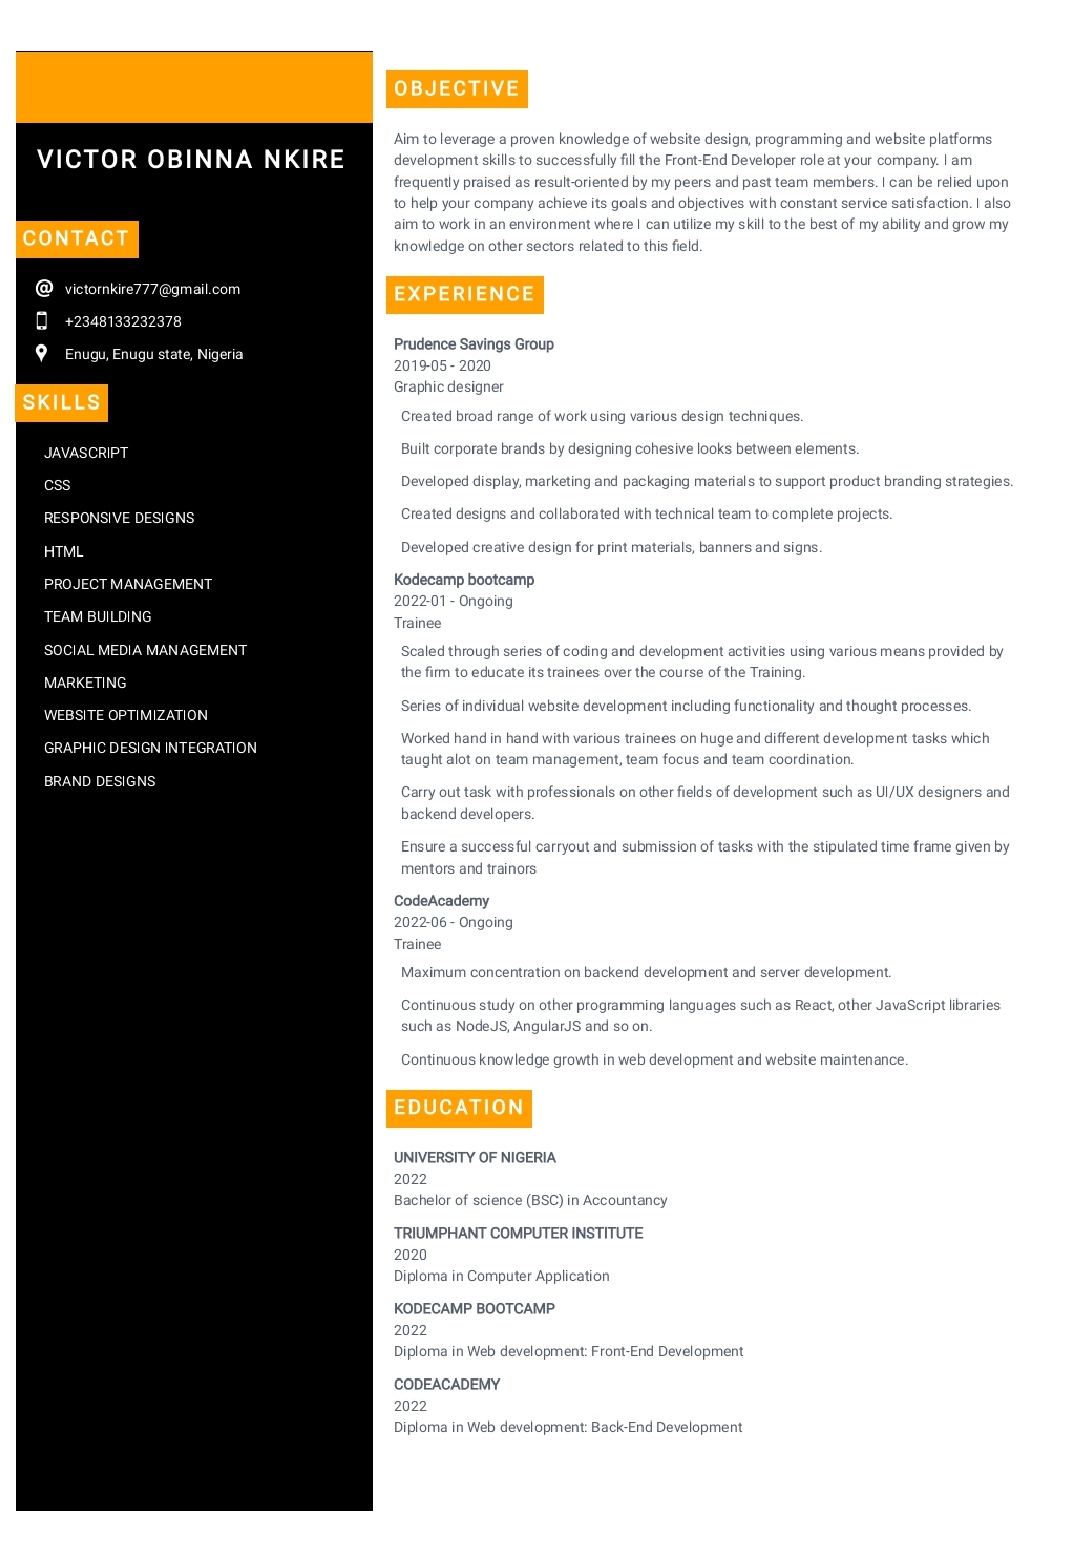 VICTOR OBINNA NKIRE
CONTACT
victornkire777@gmail.com
+2348133232378
Enugu, Enugu state, Nigeria
SKILLS
JAVASCRIPT
CSS
RESPONSIVE DESIGNS
HTML
PROJECT MANAGEMENT
TEAM BUILDING
SOCIAL MEDIA MANAGEMENT
MARKETING
WEBSITE OPTIMIZATION
GRAPHIC DESIGN INTEGRATION
BRAND DESIGNS
OBJECTIVE
Aim to leverage a proven knowledge of website design, programming and website platforms
development skills to successfully fill the Front-End Developer role at your company. I am
frequently praised as result-oriented by my peers and past team members. I can be relied upon
to help your company achieve its goals and objectives with constant service satisfaction. I also
aim to work in an environment where I can utilize my skill to the best of my ability and grow my
knowledge on other sectors related to this field.
EXPERIENCE
Prudence Savings Group
2019-05 - 2020
Graphic designer
Created broad range of work using various design techniques.
Built corporate brands by designing cohesive looks between elements.
Developed display, marketing and packaging materials to support product branding strategies.
Created designs and collaborated with technical team to complete projects.
Developed creative design for print materials, banners and signs.
Kodecamp bootcamp
2022-01 - Ongoing
Trainee
Scaled through series of coding and development activities using various means provided by
the firm to educate its trainees over the course of the Training.
Series of individual website development including functionality and thought processes.
Worked hand in hand with various trainees on huge and different development tasks which
taught alot on team management, team focus and team coordination.
Carry out task with professionals on other fields of development such as UI/UX designers and
backend developers.
Ensure a successful carryout and submission of tasks with the stipulated time frame given by
mentors and trainors
CodeAcademy
2022-06 - Ongoing
Trainee
Maximum concentration on backend development and server development.
Continuous study on other programming languages such as React, other JavaScript libraries
such as NodeJS, AngularJS and so on.
Continuous knowledge growth in web development and website maintenance.
EDUCATION
UNIVERSITY OF NIGERIA
2022
Bachelor of science (BSC) in Accountancy
TRIUMPHANT COMPUTER INSTITUTE
2020
Diploma in Computer Application
KODECAMP BOOTCAMP
2022
Diploma in Web development: Front-End Development
CODEACADEMY
2022
Diploma in Web development: Back-End Development